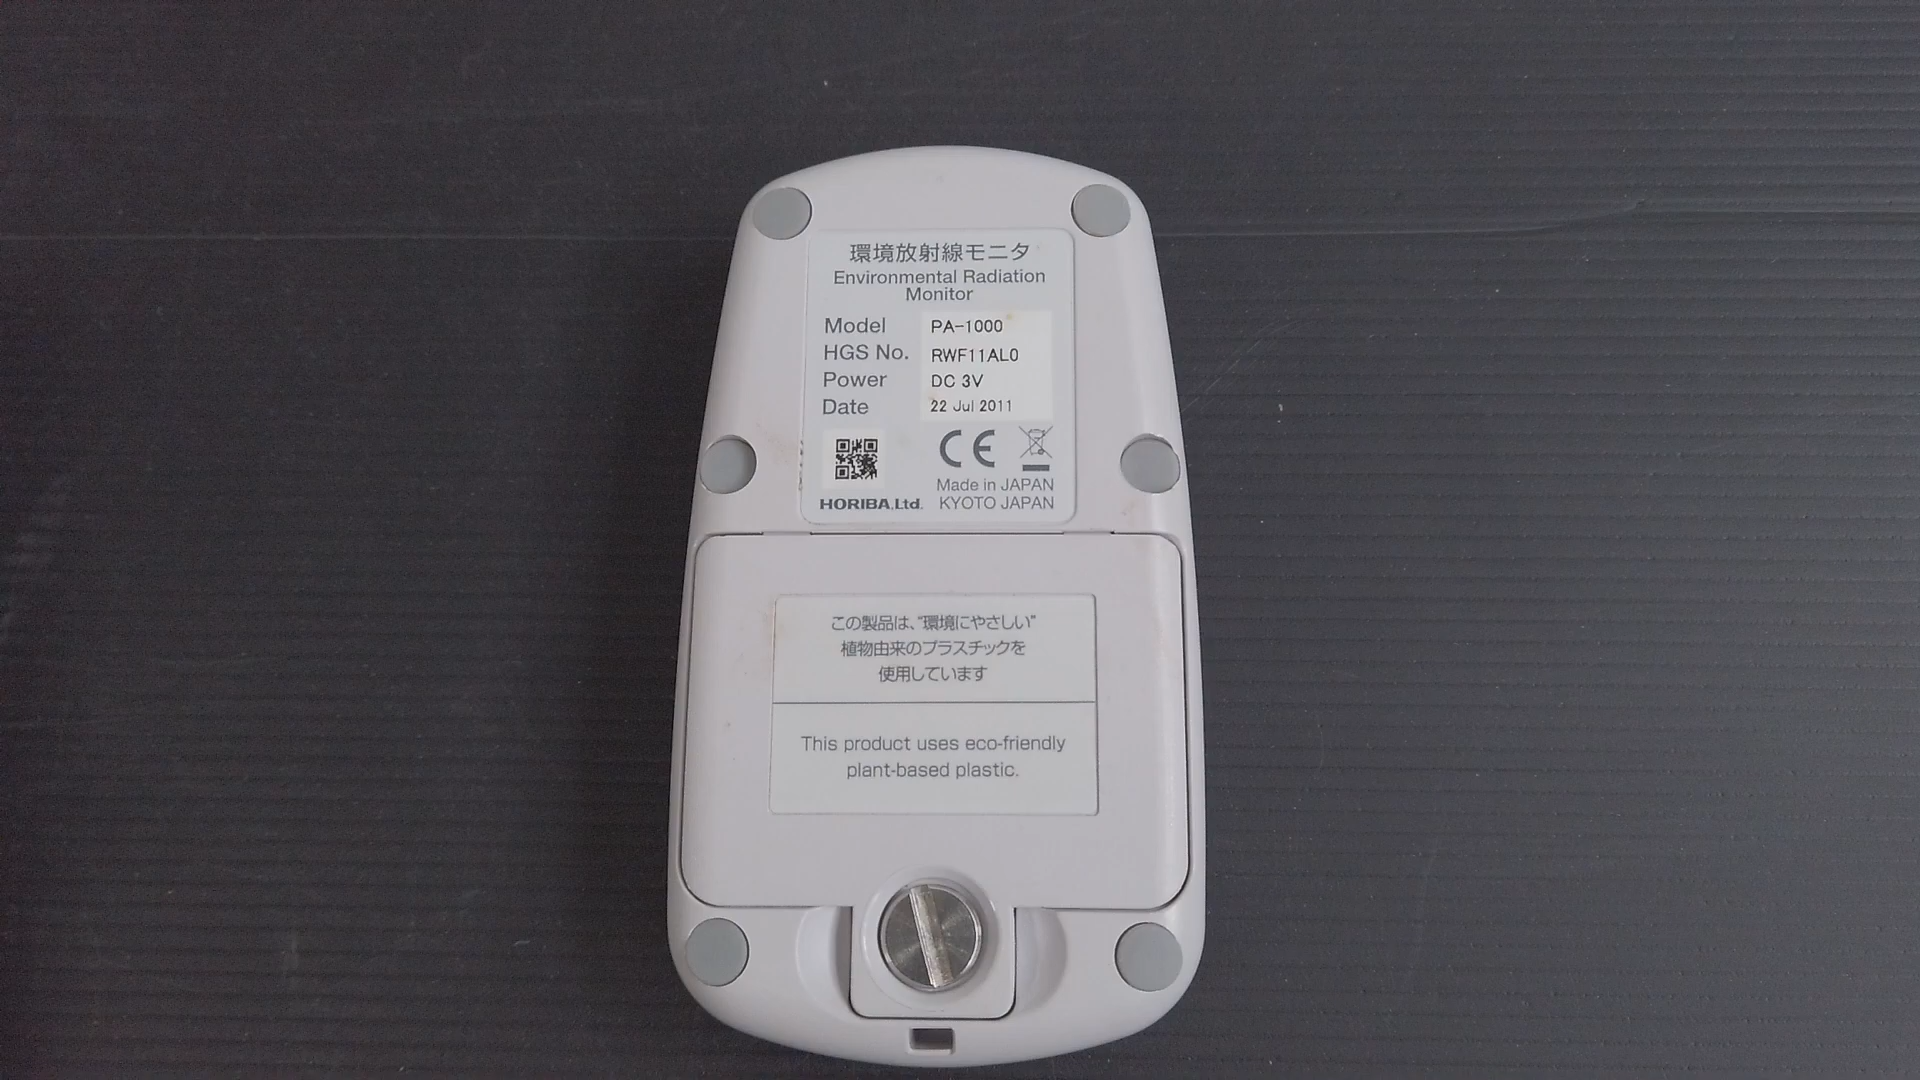 環境放射線モニタ
Environmental Radiation
Monitor
Model PA-1000
HGS No. RWF11AL0
Power DC 3V
Date 22 Jul 2011
CE
Made in JAPAN
HORIBA,Ltd. KYOTO JAPAN
この製品は、"環境にやさしい"
植物由来のプラスチックを
使用しています
This product uses eco-friendly
plant-based plastic.